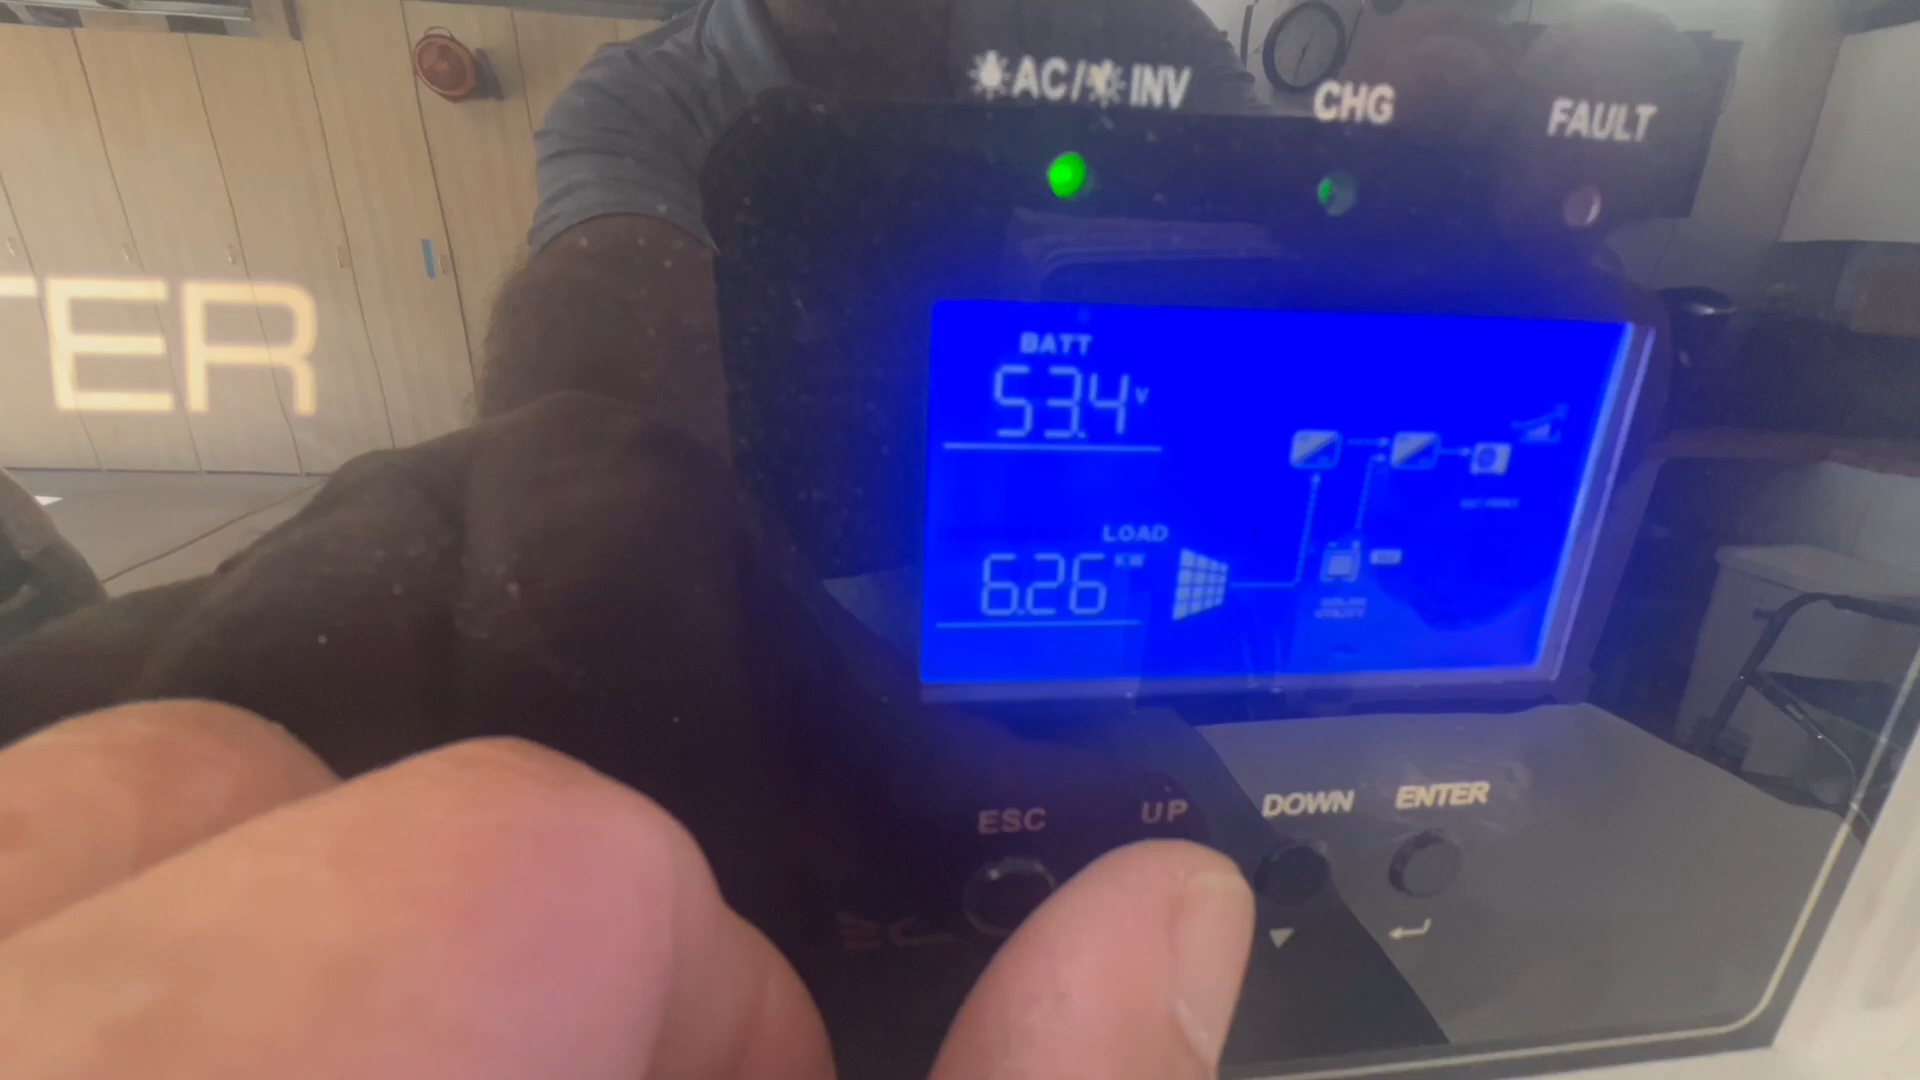 AC/ INV
CHG
FAULT
TER
BATT
53.4 V
LOAD
6.26 KW
ESC
UP
DOWN
ENTER